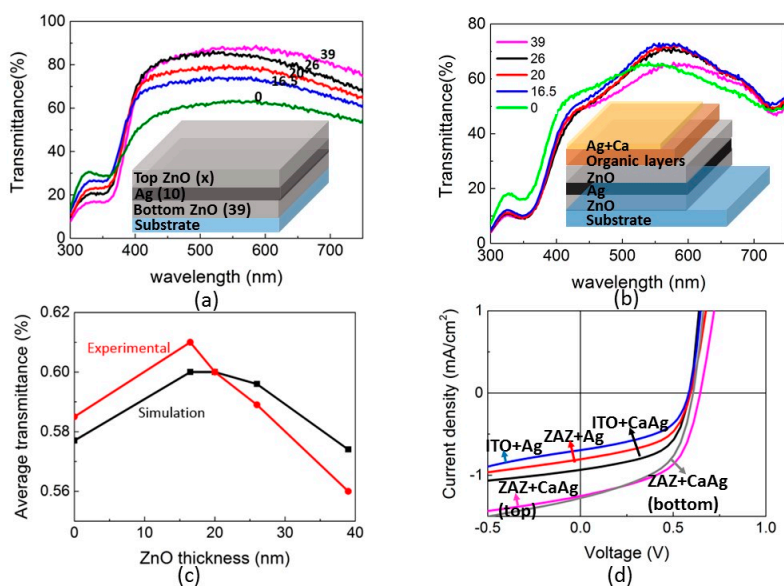 (a)
100
80
60
40
20
0
Transmittance(%)
39
26
20
16.5
0
Top ZnO (x)
Ag (10)
Bottom ZnO (39)
Substrate
300 400 500 600 700
wavelength (nm)
(a)
(b)
80
60
40
20
0
Transmittance(%)
39
26
20
16.5
0
Ag+Ca
Organic layers
ZnO
Ag
ZnO
Substrate
300 400 500 600 700
wavelength (nm)
(b)
0.62
0.60
0.58
0.56
Average transmittance (%)
Experimental
Simulation
0 10 20 30 40
ZnO thickness (nm)
(c)
1
0
-1
Current density (mA/cm²)
ITO+Ag
ZAZ+Ag
ITO+CaAg
ZAZ+CaAg
(top)
ZAZ+CaAg
(bottom)
-0.5 0.0 0.5 1.0
Voltage (V)
(d)